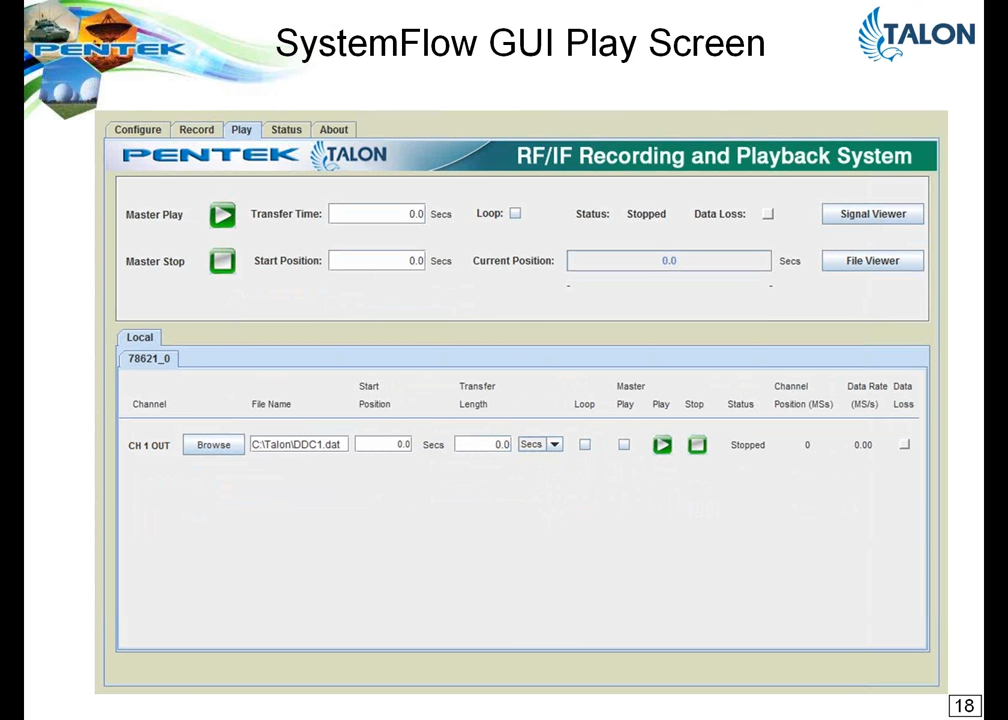 PENTEK
SystemFlow GUI Play Screen
TALON
Configure Record Play Status About
PENTEK TALON RF/IF Recording and Playback System
Master Play Transfer Time: 0.0 Secs Loop: Status: Stopped Data Loss: Signal Viewer
Master Stop Start Position: 0.0 Secs Current Position: 0.0 Secs File Viewer
- -
Local
78621_0
Start Transfer Master Channel Data Rate Data
Channel File Name Position Length Loop Play Play Stop Status Position (MSs) (MS/s) Loss
CH 1 OUT Browse C:\Talon\DDC1.dat 0.0 Secs 0.0 Secs Stopped 0 0.00
18